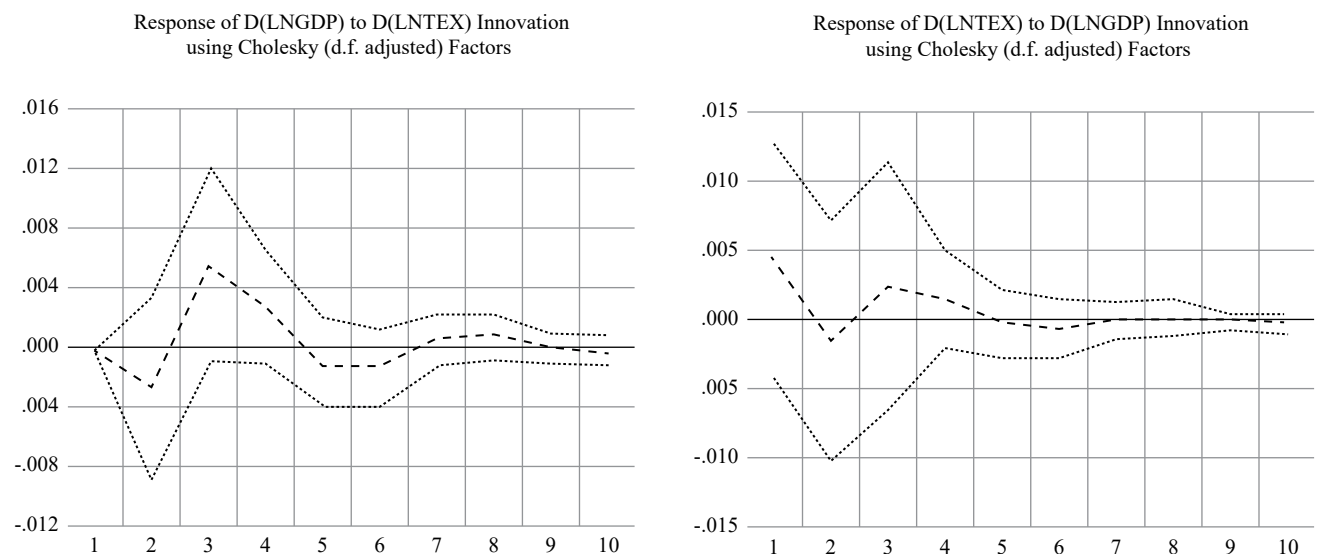 Response of D(LNGDP) to D(LNTEX) Innovation
using Cholesky (d.f. adjusted) Factors
.016
.012
.008
.004
.000
.004
-.008
-.012
1 2 3 4 5 6 7 8 9 10
Response of D(LNTEX) to D(LNGDP) Innovation
using Cholesky (d.f. adjusted) Factors
.015
.010
.005
.000
.005
-.010
-.015
1 2 3 4 5 6 7 8 9 10